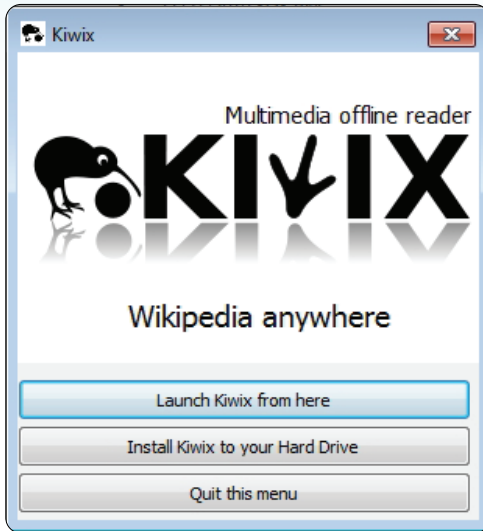 Kiwix
Multimedia offline reader
KIWIX
Wikipedia anywhere
Launch Kiwix from here
Install Kiwix to your Hard Drive
Quit this menu